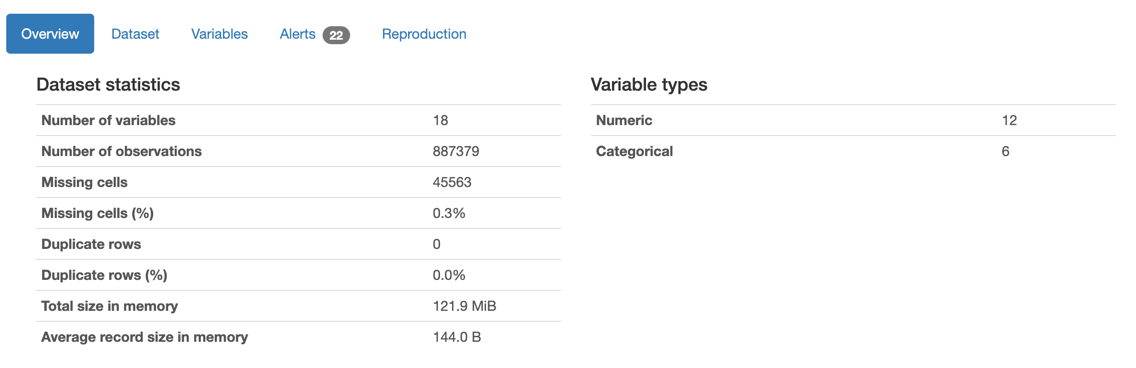 Overview Dataset Variables Alerts 22 Reproduction
Dataset statistics
Number of variables 18
Number of observations 887379
Missing cells 45563
Missing cells (%) 0.3%
Duplicate rows 0
Duplicate rows (%) 0.0%
Total size in memory 121.9 MiB
Average record size in memory 144.0 B
Variable types
Numeric 12
Categorical 6